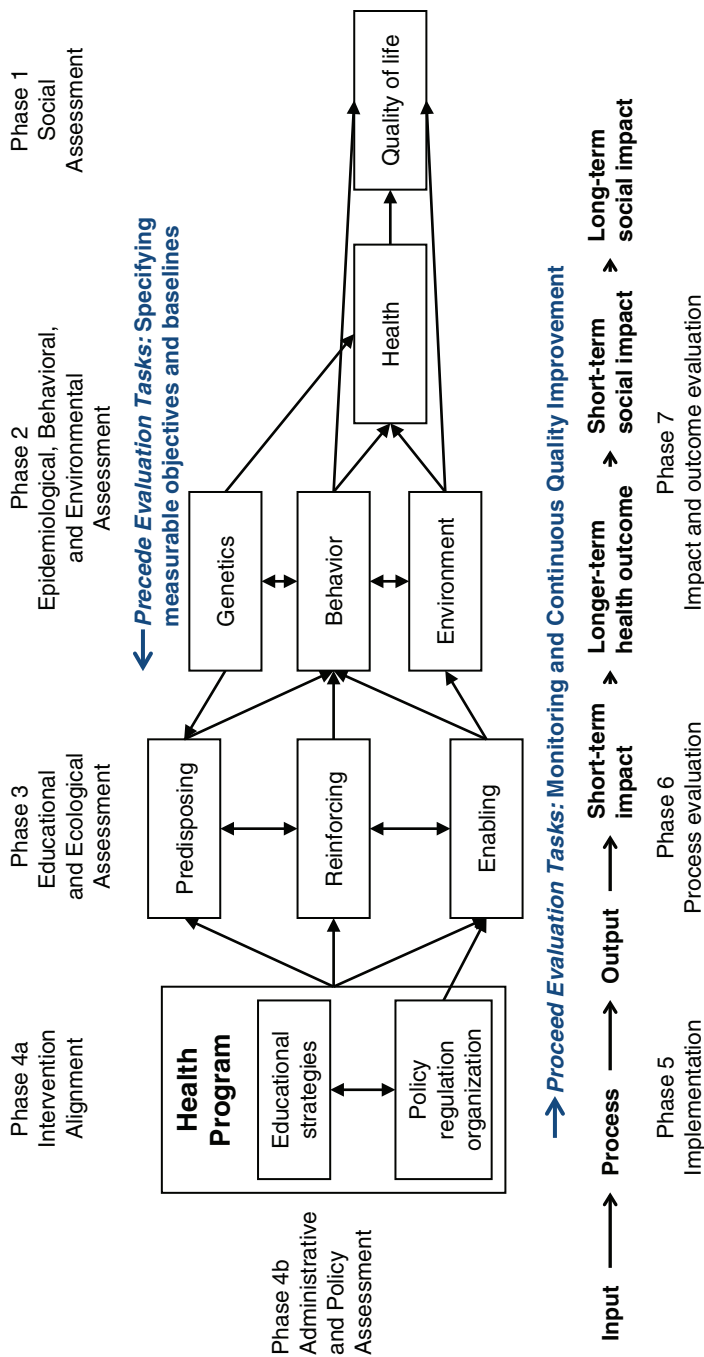 Phase 1
Social
Assessment
Phase 2
Epidemiological, Behavioral,
and Environmental
Assessment
Phase 3
Educational
and Ecological
Assessment
Phase 4a
Intervention
Alignment
Phase 4b
Administrative
and Policy
Assessment
Precede Evaluation Tasks: Specifying
measurable objectives and baselines
Health
Program
Educational
strategies
Policy
regulation
organization
Predisposing
Reinforcing
Enabling
Genetics
Behavior
Environment
Health
Quality of life
Proceed Evaluation Tasks: Monitoring and Continuous Quality Improvement
Input
Process
Output
Short-term
impact
Longer-term
health outcome
Short-term
social impact
Long-term
social impact
Phase 5
Implementation
Phase 6
Process evaluation
Phase 7
Impact and outcome evaluation